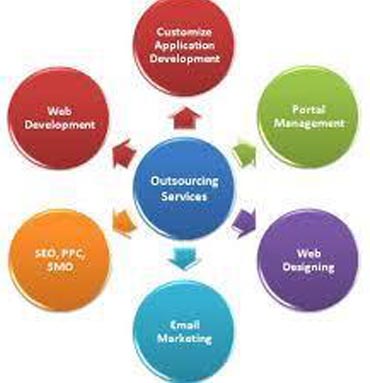 Customize
Application
Development
Web
Development
Portal
Management
Outsourcing
Services
SEO, PPC,
SMO
Web
Designing
Email
Marketing